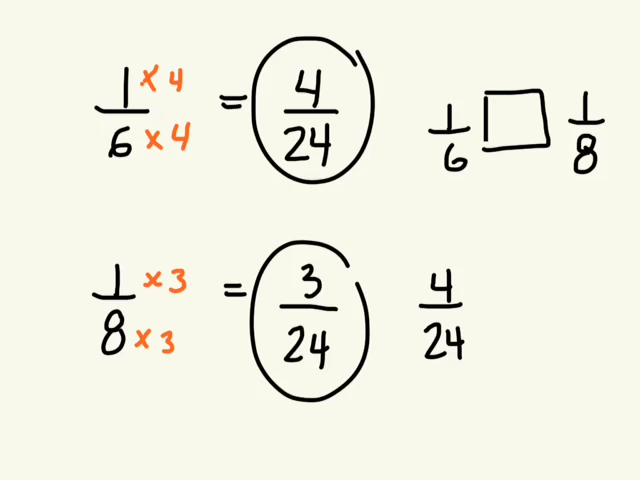 1 × 4 = 4 1 □ 1
6 × 4 24 6 8
1 × 3 = 3 4
8 × 3 24 24